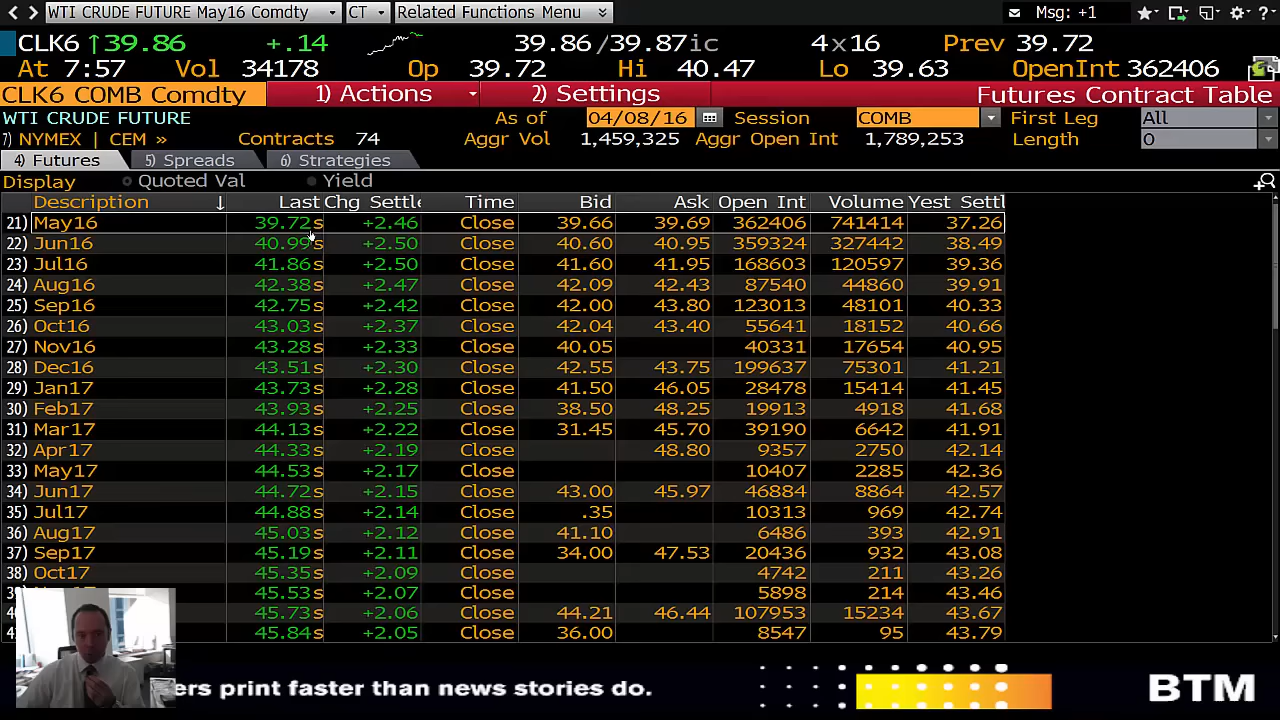 WTI CRUDE FUTURE May16 Comdty CT Related Functions Menu Msg: +1
CLK6 ↑39.86 +.14 39.86/39.87ic 4x16 Prev 39.72
At 7:57 Vol 34178 Op 39.72 Hi 40.47 Lo 39.63 OpenInt 362406
CLK6 COMB Comdty 1) Actions 2) Settings Futures Contract Table
WTI CRUDE FUTURE As of 04/08/16 Session COMB First Leg All
7) NYMEX | CEM » Contracts 74 Aggr Vol 1,459,325 Aggr Open Int 1,789,253 Length 0
4) Futures 5) Spreads 6) Strategies
Display Quoted Val Yield
Description ↓ Last Chg Settle Time Bid Ask Open Int Volume Yest Settl
21) May16 39.72s +2.46 Close 39.66 39.69 362406 741414 37.26
22) Jun16 40.99s +2.50 Close 40.60 40.95 359324 327442 38.49
23) Jul16 41.86s +2.50 Close 41.60 41.95 168603 120597 39.36
24) Aug16 42.38s +2.47 Close 42.09 42.43 87540 44860 39.91
25) Sep16 42.75s +2.42 Close 42.00 43.80 123013 48101 40.33
26) Oct16 43.03s +2.37 Close 42.04 43.40 55641 18152 40.66
27) Nov16 43.28s +2.33 Close 40.05 40331 17654 40.95
28) Dec16 43.51s +2.30 Close 42.55 43.75 199637 75301 41.21
29) Jan17 43.73s +2.28 Close 41.50 46.05 28478 15414 41.45
30) Feb17 43.93s +2.25 Close 38.50 48.25 19913 4918 41.68
31) Mar17 44.13s +2.22 Close 31.45 45.70 39190 6642 41.91
32) Apr17 44.33s +2.19 Close 48.80 9357 2750 42.14
33) May17 44.53s +2.17 Close 10407 2285 42.36
34) Jun17 44.72s +2.15 Close 43.00 45.97 46884 8864 42.57
35) Jul17 44.88s +2.14 Close .35 10313 969 42.74
36) Aug17 45.03s +2.12 Close 41.10 6486 393 42.91
37) Sep17 45.19s +2.11 Close 34.00 47.53 20436 932 43.08
38) Oct17 45.35s +2.09 Close 4742 211 43.26
45.53s +2.07 Close 5898 214 43.46
45.73s +2.06 Close 44.21 46.44 107953 15234 43.67
45.84s +2.05 Close 36.00 8547 95 43.79
ers print faster than news stories do.
BTM